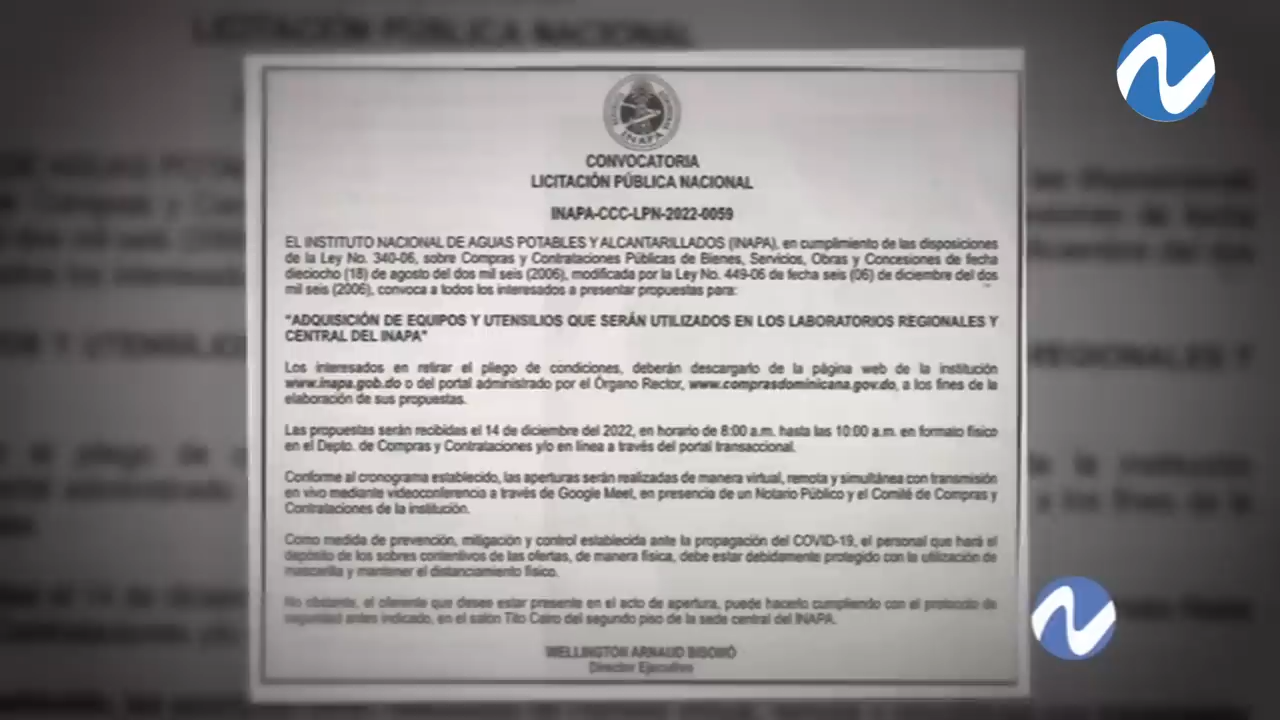 LICITACIÓN PÚBLICA NACIONAL
INAPA
CONVOCATORIA
LICITACIÓN PÚBLICA NACIONAL
INAPA-CCC-LPN-2022-0059
EL INSTITUTO NACIONAL DE AGUAS POTABLES Y ALCANTARILLADOS (INAPA), en cumplimiento de las disposiciones
de la Ley No. 340-06, sobre Compras y Contrataciones Públicas de Bienes, Servicios, Obras y Concesiones de fecha
dieciocho (18) de agosto del dos mil seis (2006), modificada por la Ley No. 449-06 de fecha seis (06) de diciembre del dos
mil seis (2006), convoca a todos los interesados a presentar propuestas para:
"ADQUISICIÓN DE EQUIPOS Y UTENSILIOS QUE SERÁN UTILIZADOS EN LOS LABORATORIOS REGIONALES Y
CENTRAL DEL INAPA"
Los interesados en retirar el pliego de condiciones, deberán descargarlo de la página web de la institución
www.inapa.gob.do o del portal administrado por el Órgano Rector, www.comprasdominicana.gov.do, a los fines de la
elaboración de sus propuestas.
Las propuestas serán recibidas el 14 de diciembre del 2022, en horario de 8:00 a.m. hasta las 10:00 a.m. en formato físico
en el Depto. de Compras y Contrataciones y/o en línea a través del portal transaccional.
Conforme al cronograma establecido, las aperturas serán realizadas de manera virtual, remota y simultánea con transmisión
en vivo mediante videoconferencia a través de Google Meet, en presencia de un Notario Público y el Comité de Compras y
Contrataciones de la institución.
Como medida de prevención, mitigación y control establecida ante la propagación del COVID-19, el personal que hará el
depósito de los sobres contentivos de las ofertas, de manera física, debe estar debidamente protegido con la utilización de
mascarilla y mantener el distanciamiento físico.
No obstante, el oferente que desee estar presente en el acto de apertura, puede hacerlo cumpliendo con el protocolo de
seguridad antes indicado, en el salón Tito Cairo del segundo piso de la sede central del INAPA.
WELLINGTON ARNAUD BISONÓ
Director Ejecutivo